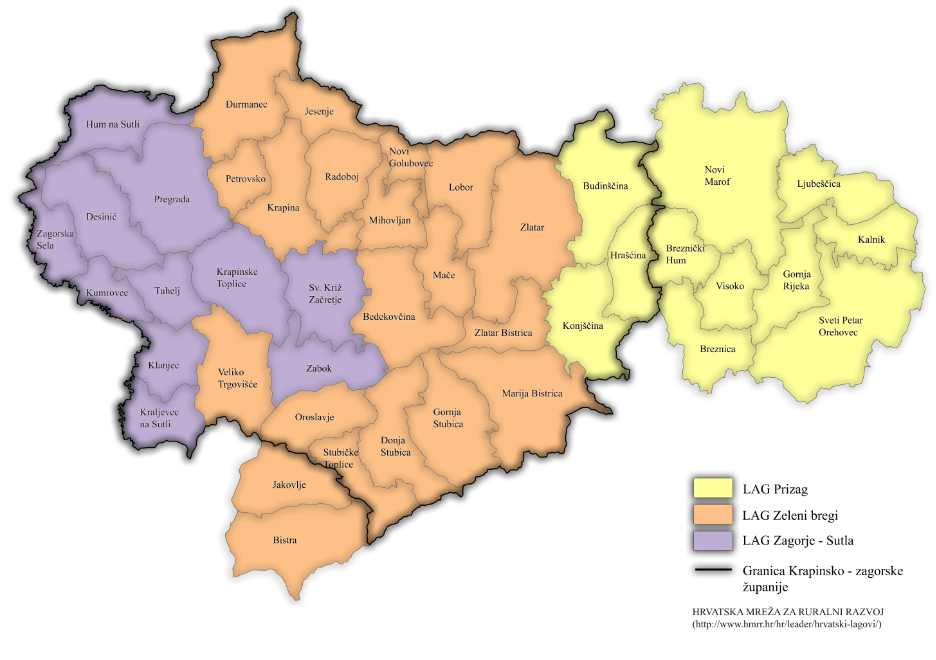 Đurmanec
Jesenje
Hum na Sutli
Novi
Golubovec
Petrovsko
Radoboj
Lobor
Budinščina
Novi
Marof
Ljubeščica
Pregrada
Krapina
Mihovljan
Desinić
Zlatar
Zagorska
Sela
Kalnik
Breznički
Hum
Hrašćina
Krapinske
Toplice
Mače
Gornja
Rijeka
Kumrovec
Tuhelj
Sv. Križ
Začretje
Visoko
Bedekovčina
Zlatar Bistrica
Konjščina
Sveti Petar
Orehovec
Breznica
Klanjec
Veliko
Trgovišće
Zabok
Marija Bistrica
Kraljevec
na Sutli
Oroslavje
Gornja
Stubica
Donja
Stubica
Stubičke
Toplice
Jakovlje
Bistra
LAG Prizag
LAG Zeleni bregi
LAG Zagorje - Sutla
Granica Krapinsko - zagorske
županije
HRVATSKA MREŽA ZA RURALNI RAZVOJ
(http://www.hmrr.hr/hr/leader/hrvatski-lagovi/)